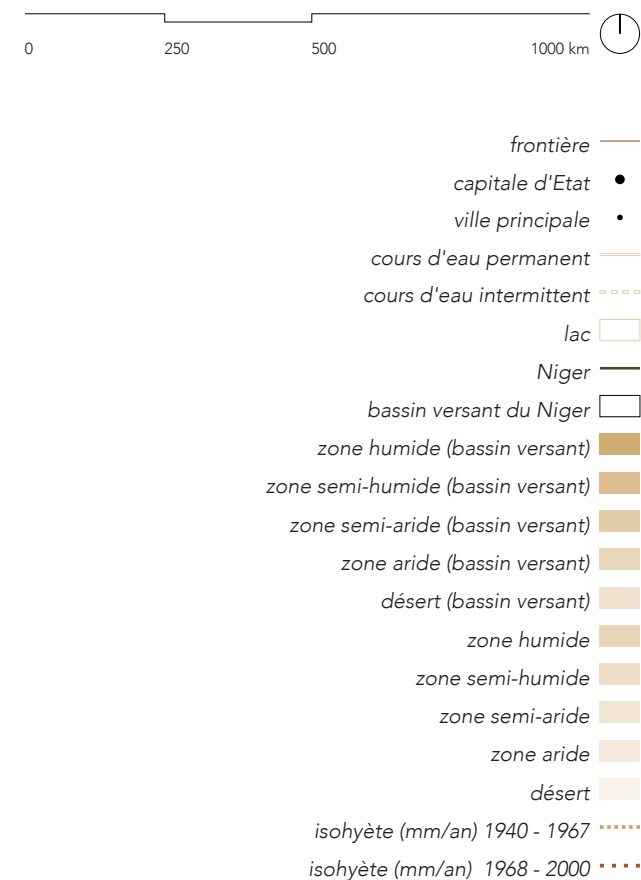 0 250 500 1000 km
frontière
capitale d'Etat
ville principale
cours d'eau permanent
cours d'eau intermittent
lac
Niger
bassin versant du Niger
zone humide (bassin versant)
zone semi-humide (bassin versant)
zone semi-aride (bassin versant)
zone aride (bassin versant)
désert (bassin versant)
zone humide
zone semi-humide
zone semi-aride
zone aride
désert
isohyète (mm/an) 1940 - 1967
isohyète (mm/an) 1968 - 2000